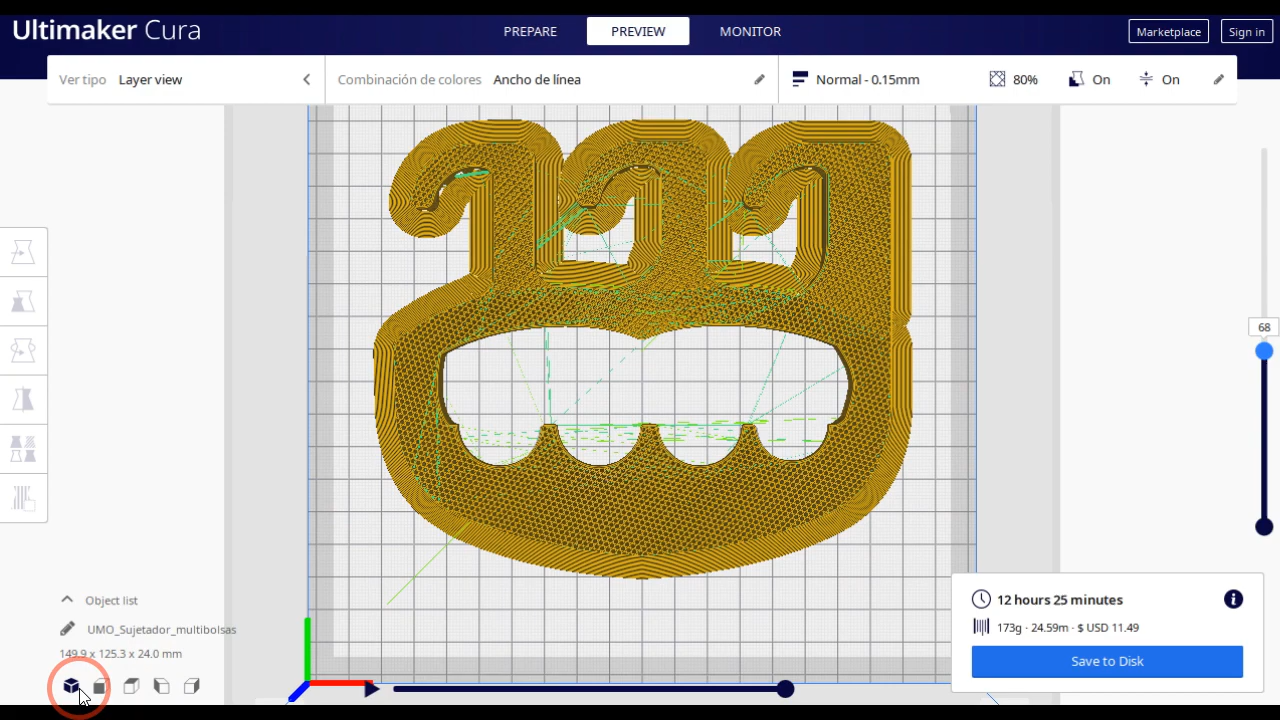 Ultimaker Cura
PREPARE PREVIEW MONITOR
Marketplace Sign in
Ver tipo Layer view
Combinación de colores Ancho de línea
Normal - 0.15mm 80% On On
68
Object list
UMO_Sujetador_multibolsas
149.9 x 125.3 x 24.0 mm
12 hours 25 minutes
173g · 24.59m · $ USD 11.49
Save to Disk